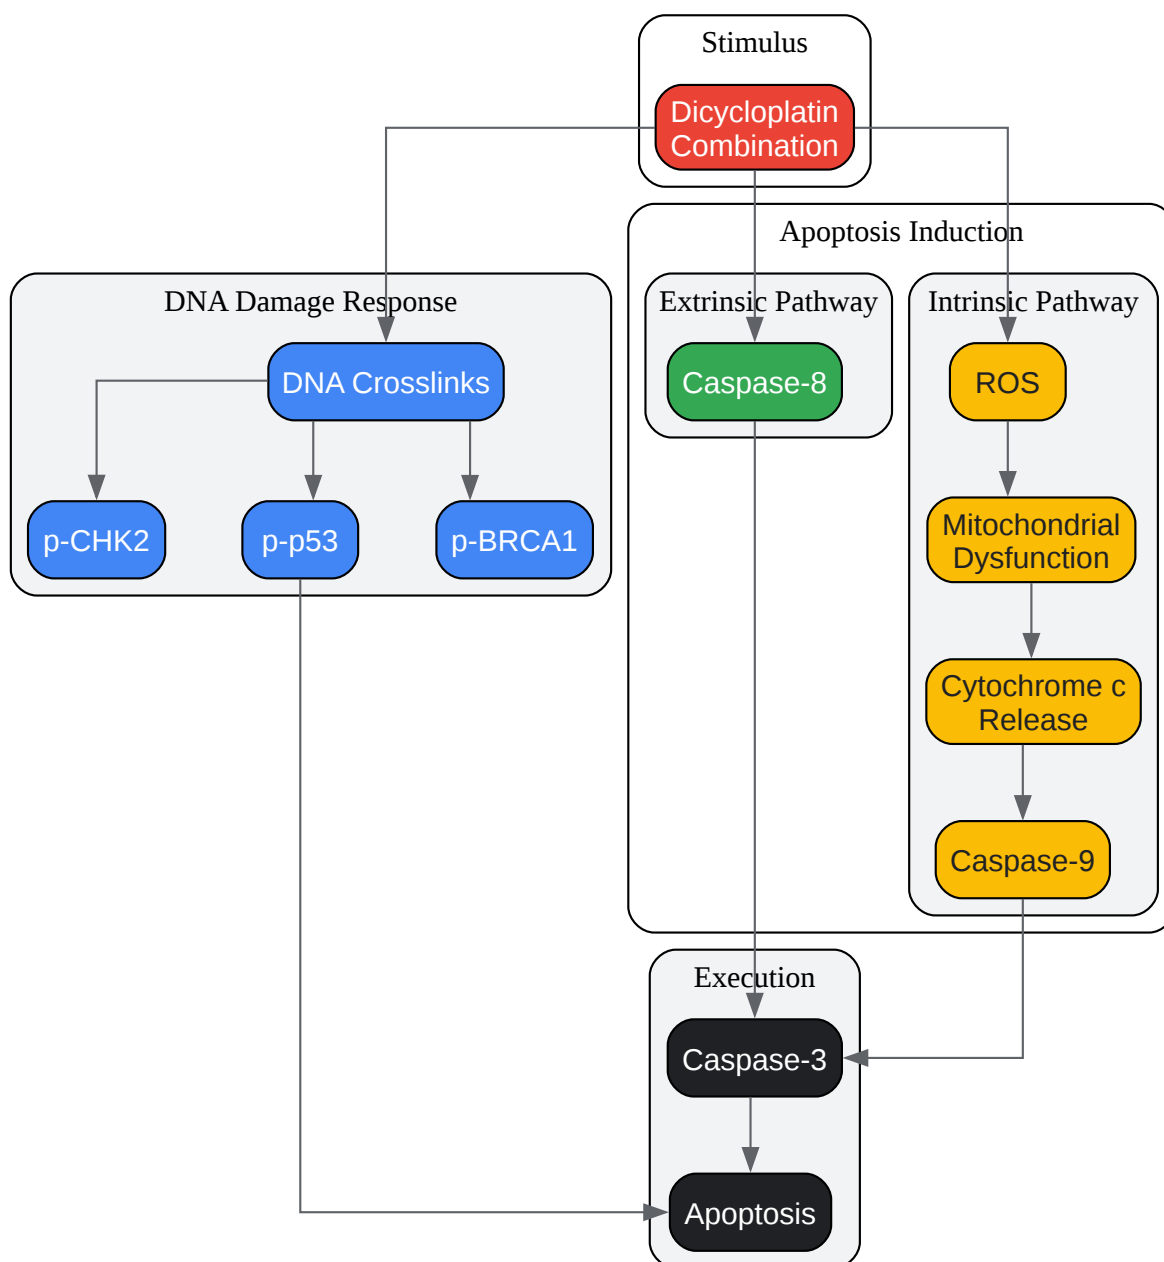 Stimulus
Dicycloplatin
Combination
Apoptosis Induction
DNA Damage Response
Extrinsic Pathway
Intrinsic Pathway
DNA Crosslinks
Caspase-8
ROS
p-CHK2
p-p53
p-BRCA1
Mitochondrial
Dysfunction
Cytochrome c
Release
Caspase-9
Execution
Caspase-3
Apoptosis